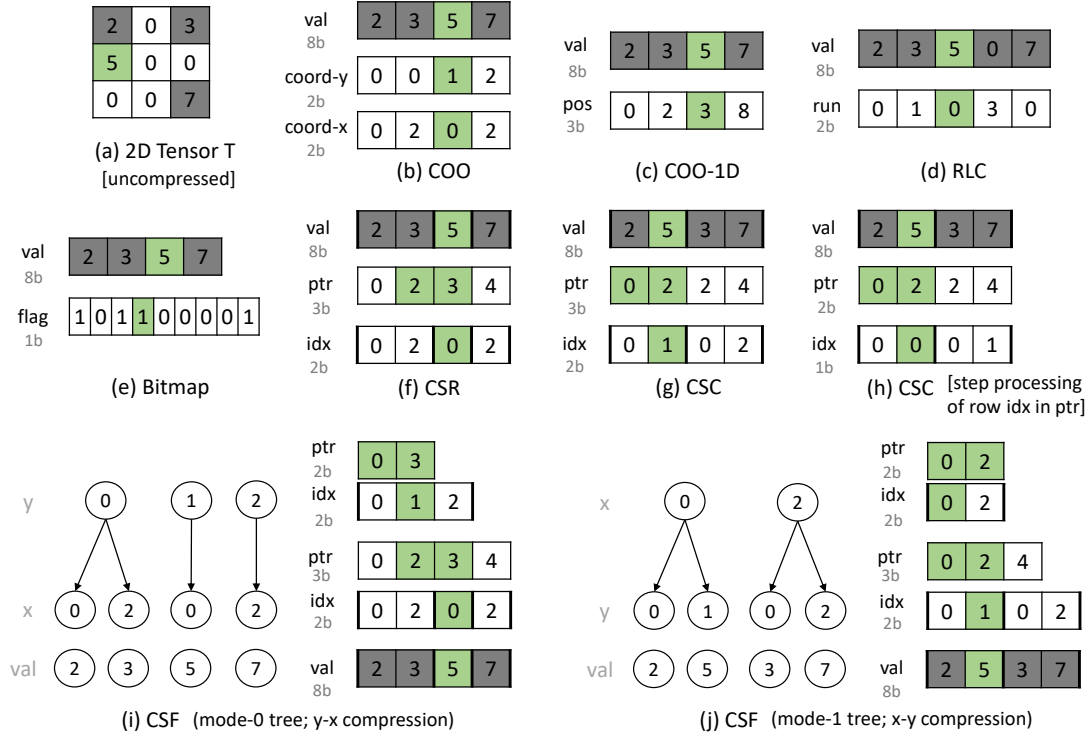 2 0 3
5 0 0
0 0 7
(a) 2D Tensor T
[uncompressed]
val 2 3 5 7
8b
coord-y 0 0 1 2
2b
coord-x 0 2 0 2
2b
(b) COO
val 2 3 5 7
8b
pos 0 2 3 8
3b
(c) COO-1D
val 2 3 5 0 7
8b
run 0 1 0 3 0
2b
(d) RLC
val 2 3 5 7
8b
flag 1 0 1 1 0 0 0 0 1
1b
(e) Bitmap
val 2 3 5 7
8b
ptr 0 2 3 4
3b
idx 0 2 0 2
2b
(f) CSR
val 2 5 3 7
8b
ptr 0 2 2 4
3b
idx 0 1 0 2
2b
(g) CSC
val 2 5 3 7
8b
ptr 0 2 2 4
2b
idx 0 0 0 1
1b
(h) CSC [step processing
of row idx in ptr]
y 0 1 2
x 0 2 0 2
val 2 3 5 7
ptr 0 3
2b
idx 0 1 2
2b
ptr 0 2 3 4
3b
idx 0 2 0 2
2b
val 2 3 5 7
8b
(i) CSF (mode-0 tree; y-x compression)
x 0 2
y 0 1 0 2
val 2 5 3 7
ptr 0 2
2b
idx 0 2
2b
ptr 0 2 4
3b
idx 0 1 0 2
2b
val 2 5 3 7
8b
(j) CSF (mode-1 tree; x-y compression)